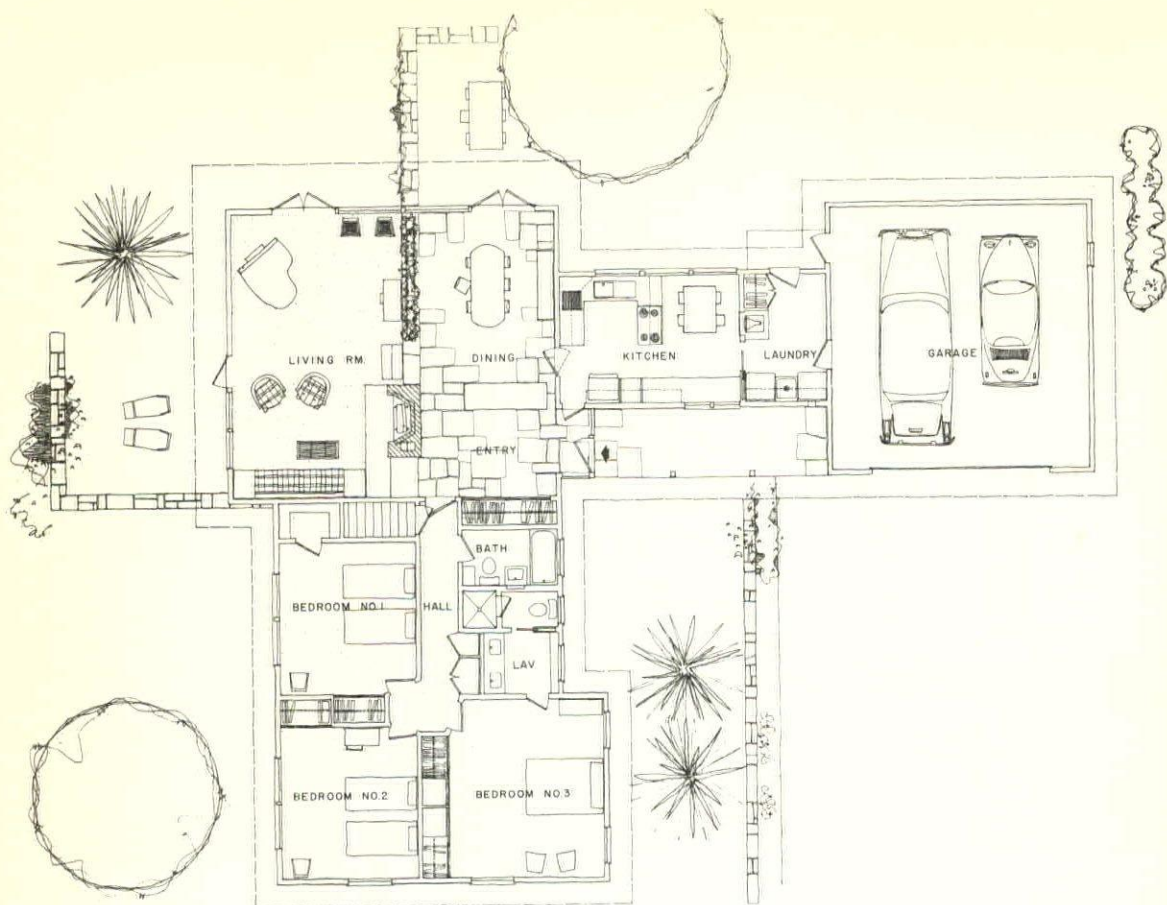 LIVING RM.
DINING
KITCHEN
LAUNDRY
GARAGE
ENTRY
BATH
BEDROOM NO.1
HALL
LAV
BEDROOM NO.2
BEDROOM NO.3